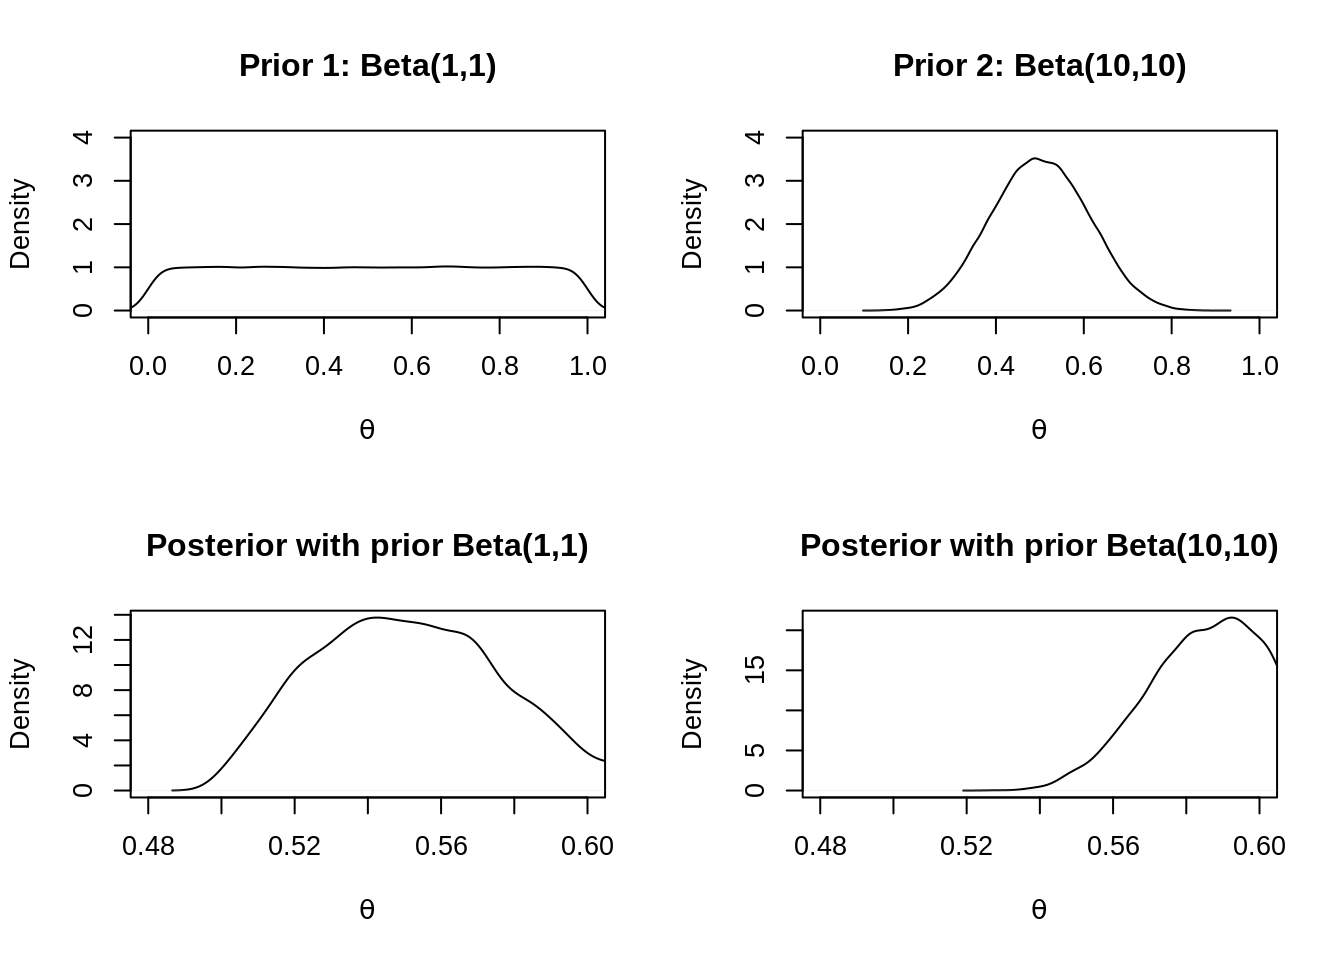 Prior 1: Beta(1,1)
Density
4
3
2
1
0
0.0 0.2 0.4 0.6 0.8 1.0
θ
Prior 2: Beta(10,10)
Density
4
3
2
1
0
0.0 0.2 0.4 0.6 0.8 1.0
θ
Posterior with prior Beta(1,1)
Density
12
8
4
0
0.48 0.52 0.56 0.60
θ
Posterior with prior Beta(10,10)
Density
15
5
0
0.48 0.52 0.56 0.60
θ